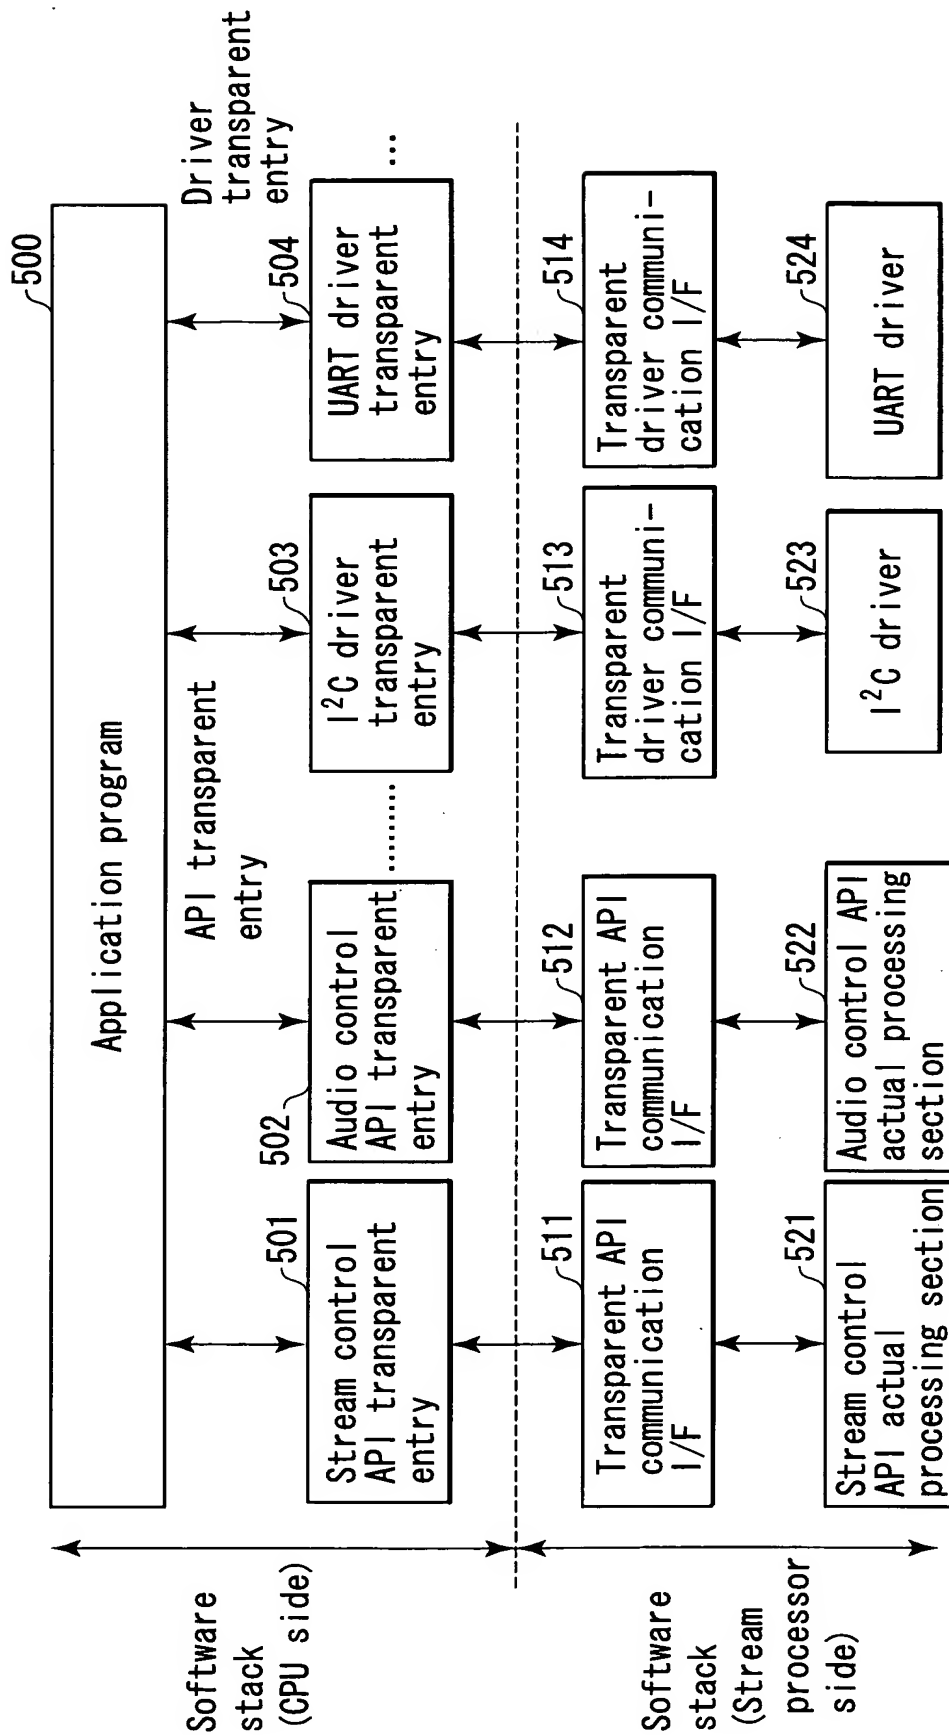 500
Application program
API transparent
entry
Driver
transparent
entry
Software
stack
(CPU side)
501
Stream control
API transparent
entry
502
Audio control
API transparent
entry
.........
503
I²C driver
transparent
entry
504
UART driver
transparent
entry
...
Software
stack
(Stream
processor
side)
511
Transparent API
communication
I/F
512
Transparent API
communication
I/F
513
Transparent
driver communi-
cation I/F
514
Transparent
driver communi-
cation I/F
521
Stream control
API actual
processing section
522
Audio control API
actual processing
section
523
I²C driver
524
UART driver